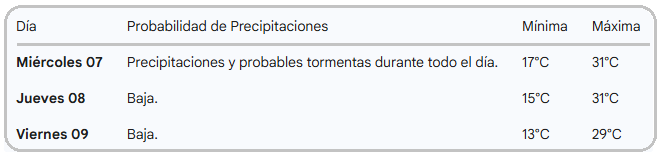 Día Probabilidad de Precipitaciones Mínima Máxima
Miércoles 07 Precipitaciones y probables tormentas durante todo el día. 17°C 31°C
Jueves 08 Baja. 15°C 31°C
Viernes 09 Baja. 13°C 29°C